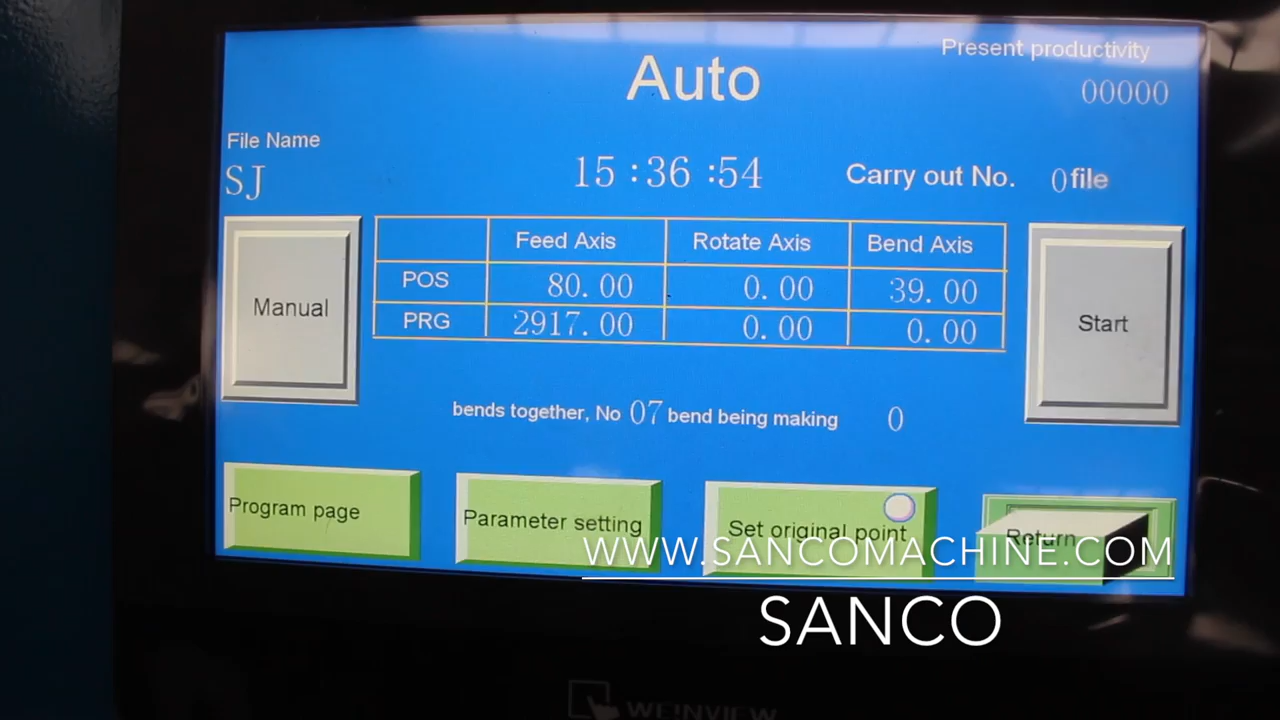 Present productivity
Auto
00000
File Name
SJ
15 :36 :54
Carry out No. 0file
Manual
Feed Axis Rotate Axis Bend Axis
POS 80. 00 0. 00 39. 00
PRG 2917. 00 0. 00 0. 00
Start
bends together, No 07 bend being making 0
Program page
Parameter setting
Set original point
Return
WWW.SANCOMACHINE.COM
SANCO
WEINVIEW